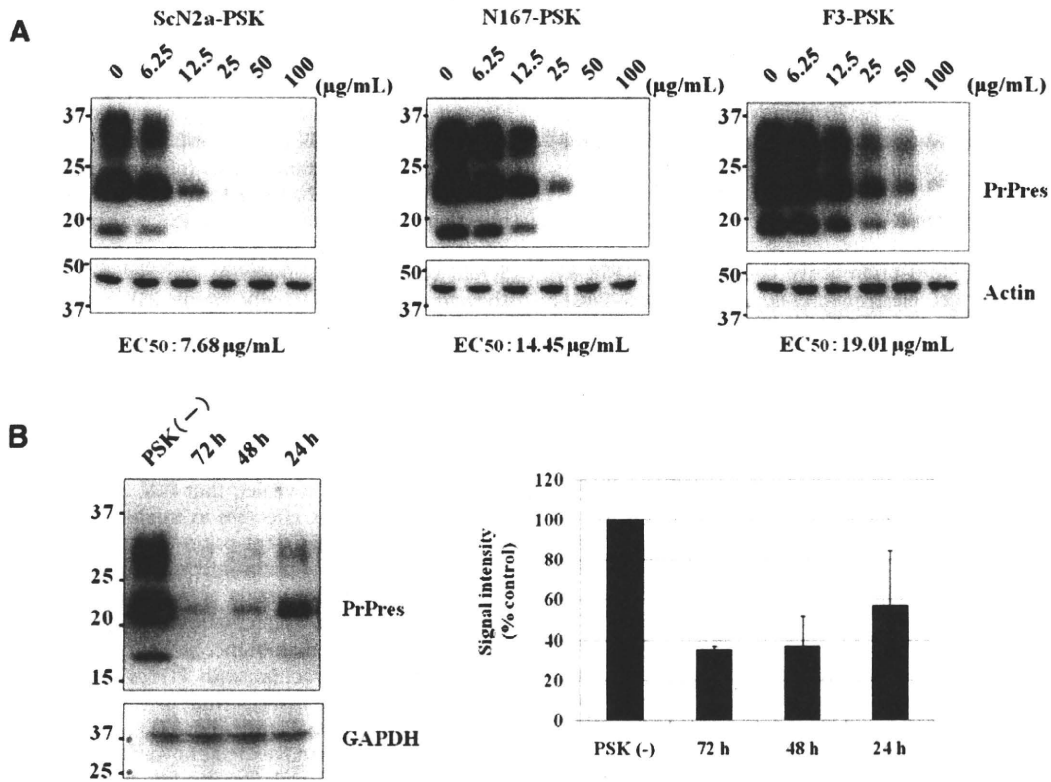 A
ScN2a-PSK
0 6.25 12.5 25 50 100 (µg/mL)
37
25
20
50
37
EC50 : 7.68 µg/mL
N167-PSK
0 6.25 12.5 25 50 100 (µg/mL)
37
25
20
50
37
EC50 : 14.45 µg/mL
F3-PSK
0 6.25 12.5 25 50 100 (µg/mL)
37
25
20
PrPres
50
37
Actin
EC50 : 19.01 µg/mL
B
PSK(−) 72 h 48 h 24 h
37
25
20
15
PrPres
37
25
GAPDH
Signal intensity
(% control)
120
100
80
60
40
20
0
PSK (-) 72 h 48 h 24 h